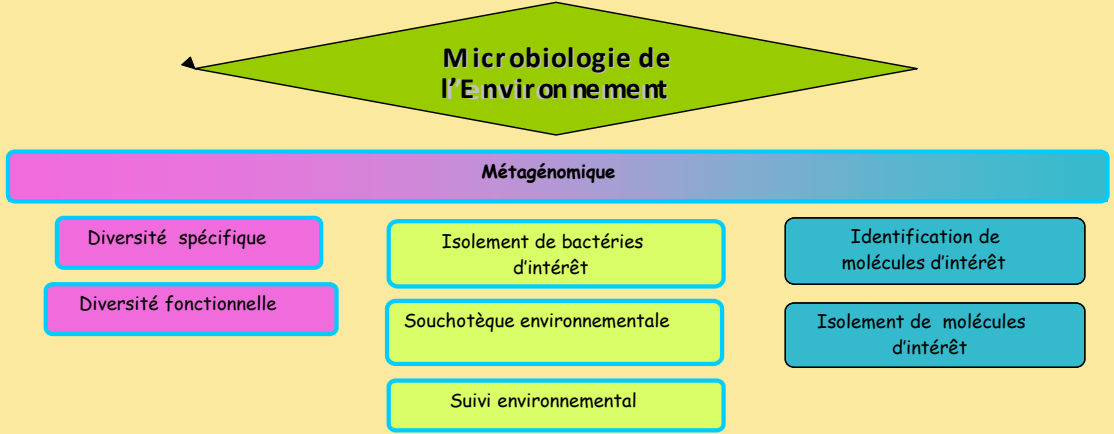 Microbiologie de
l'Environnement
Métagénomique
Diversité spécifique
Diversité fonctionnelle
Isolement de bactéries
d'intérêt
Souchotèque environnementale
Suivi environnemental
Identification de
molécules d'intérêt
Isolement de molécules
d'intérêt